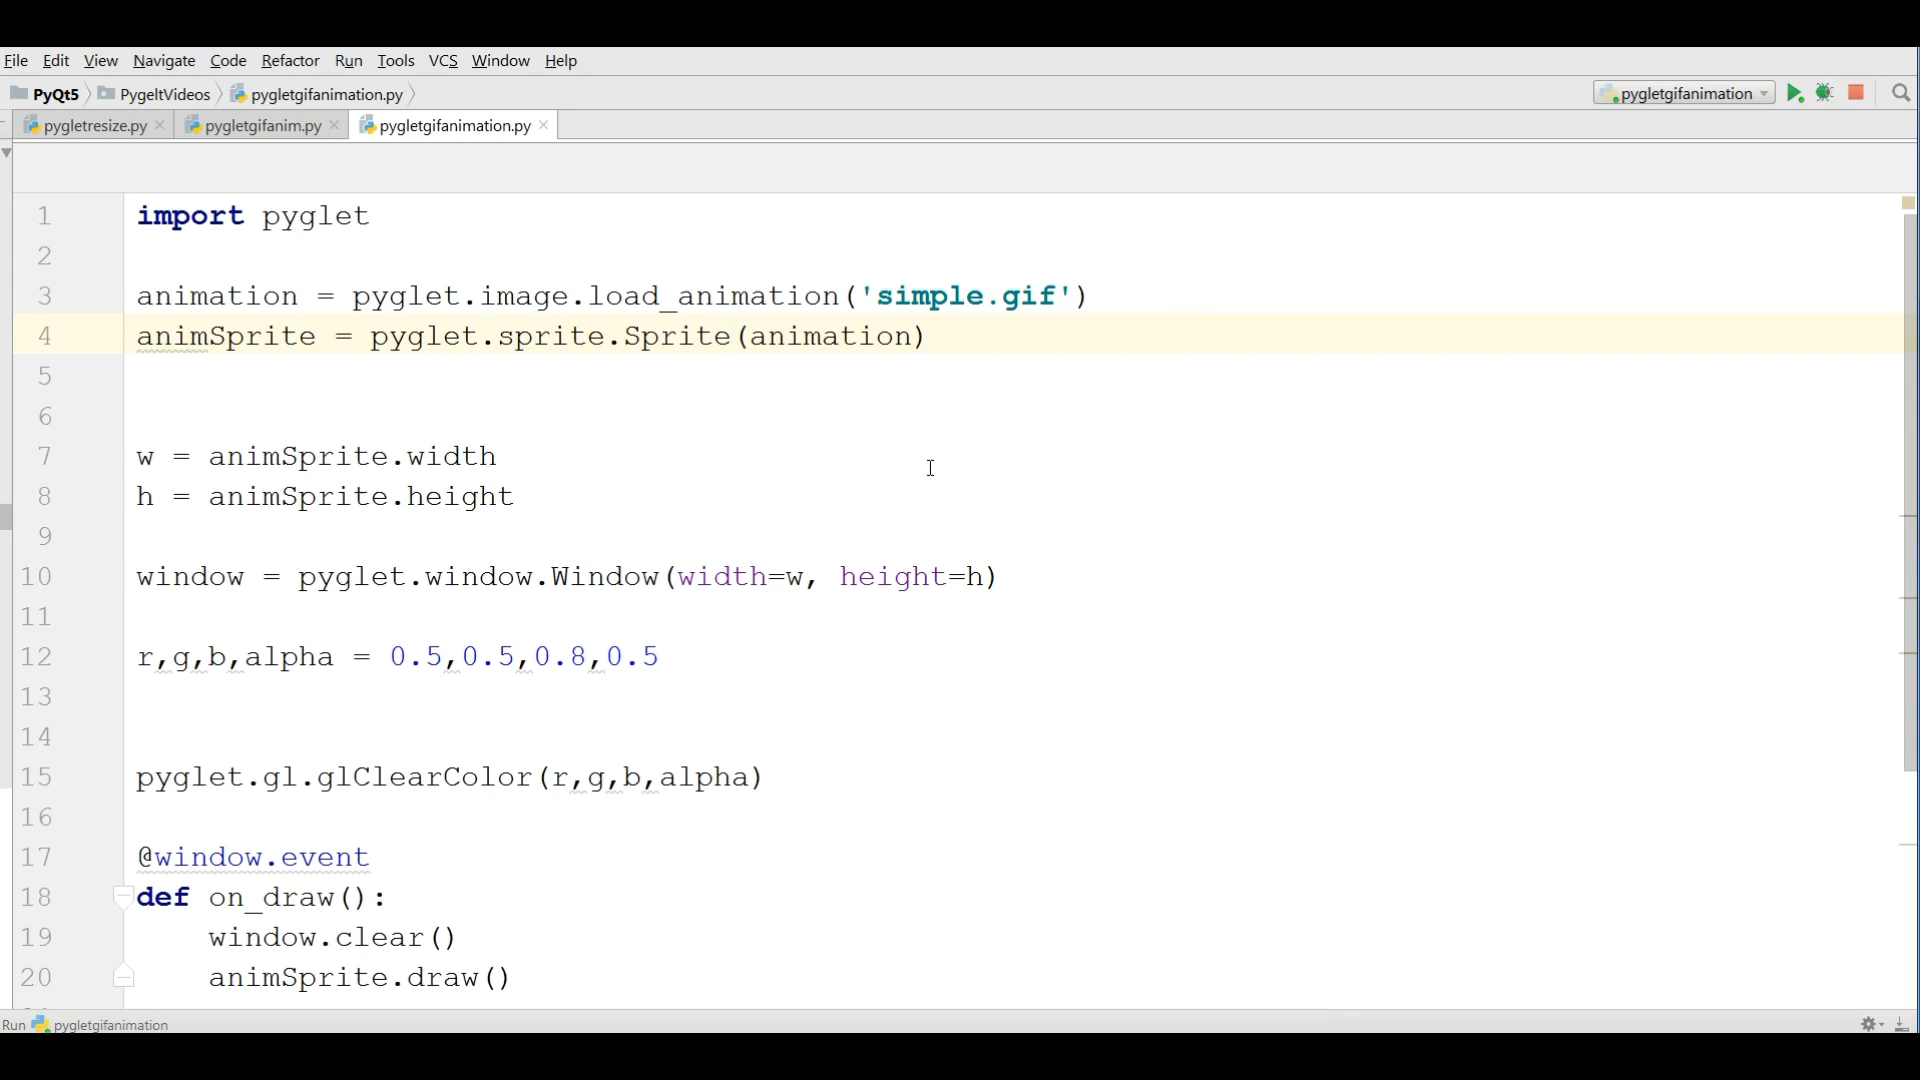 File Edit View Navigate Code Refactor Run Tools VCS Window Help
PyQt5 PygeltVideos pygletgifanimation.py pygletgifanimation
pygletresize.py pygletgifanim.py pygletgifanimation.py
1 import pyglet
2
3 animation = pyglet.image.load_animation('simple.gif')
4 animSprite = pyglet.sprite.Sprite(animation)
5
6
7 w = animSprite.width
8 h = animSprite.height
9
10 window = pyglet.window.Window(width=w, height=h)
11
12 r,g,b,alpha = 0.5,0.5,0.8,0.5
13
14
15 pyglet.gl.glClearColor(r,g,b,alpha)
16
17 @window.event
18 def on_draw():
19 window.clear()
20 animSprite.draw()
Run pygletgifanimation